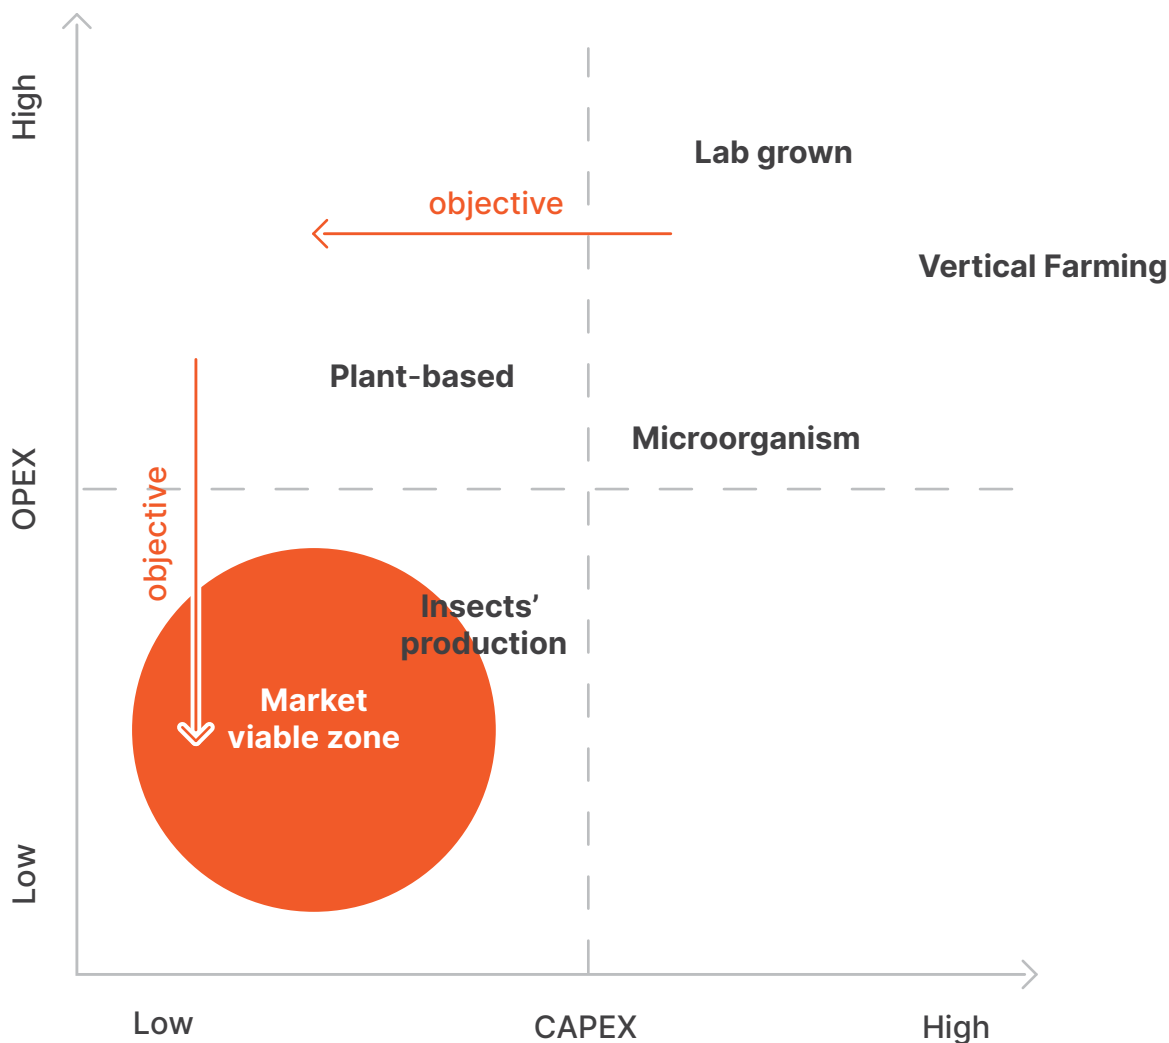 High
Lab grown
objective
Vertical Farming
Plant-based
Microorganism
OPEX
objective
Insects’
production
Market
viable zone
Low
Low
CAPEX
High